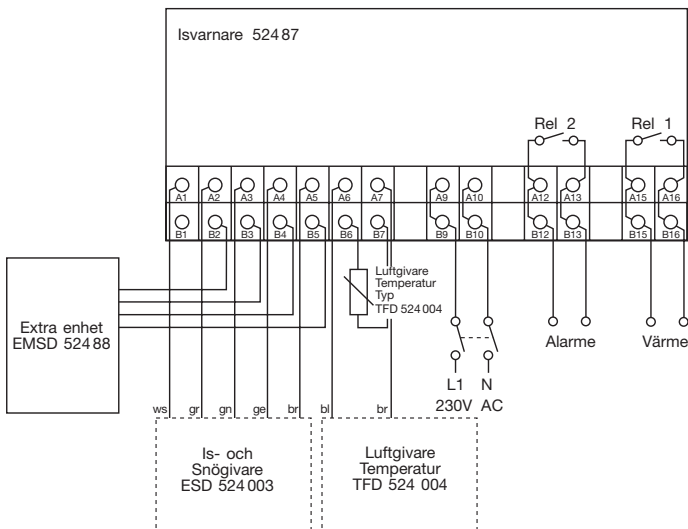 Isvarnare 524 87
Rel 2
Rel 1
A1 A2 A3 A4 A5 A6 A7 A9 A10 A12 A13 A15 A16
B1 B2 B3 B4 B5 B6 B7 B9 B10 B12 B13 B15 B16
Luftgivare
Temperatur
Typ
TFD 524 004
Extra enhet
EMSD 524 88
Alarme
Värme
L1 N
230V AC
ws gr gn ge br bl br
Is- och
Snögivare
ESD 524 003
Luftgivare
Temperatur
TFD 524 004